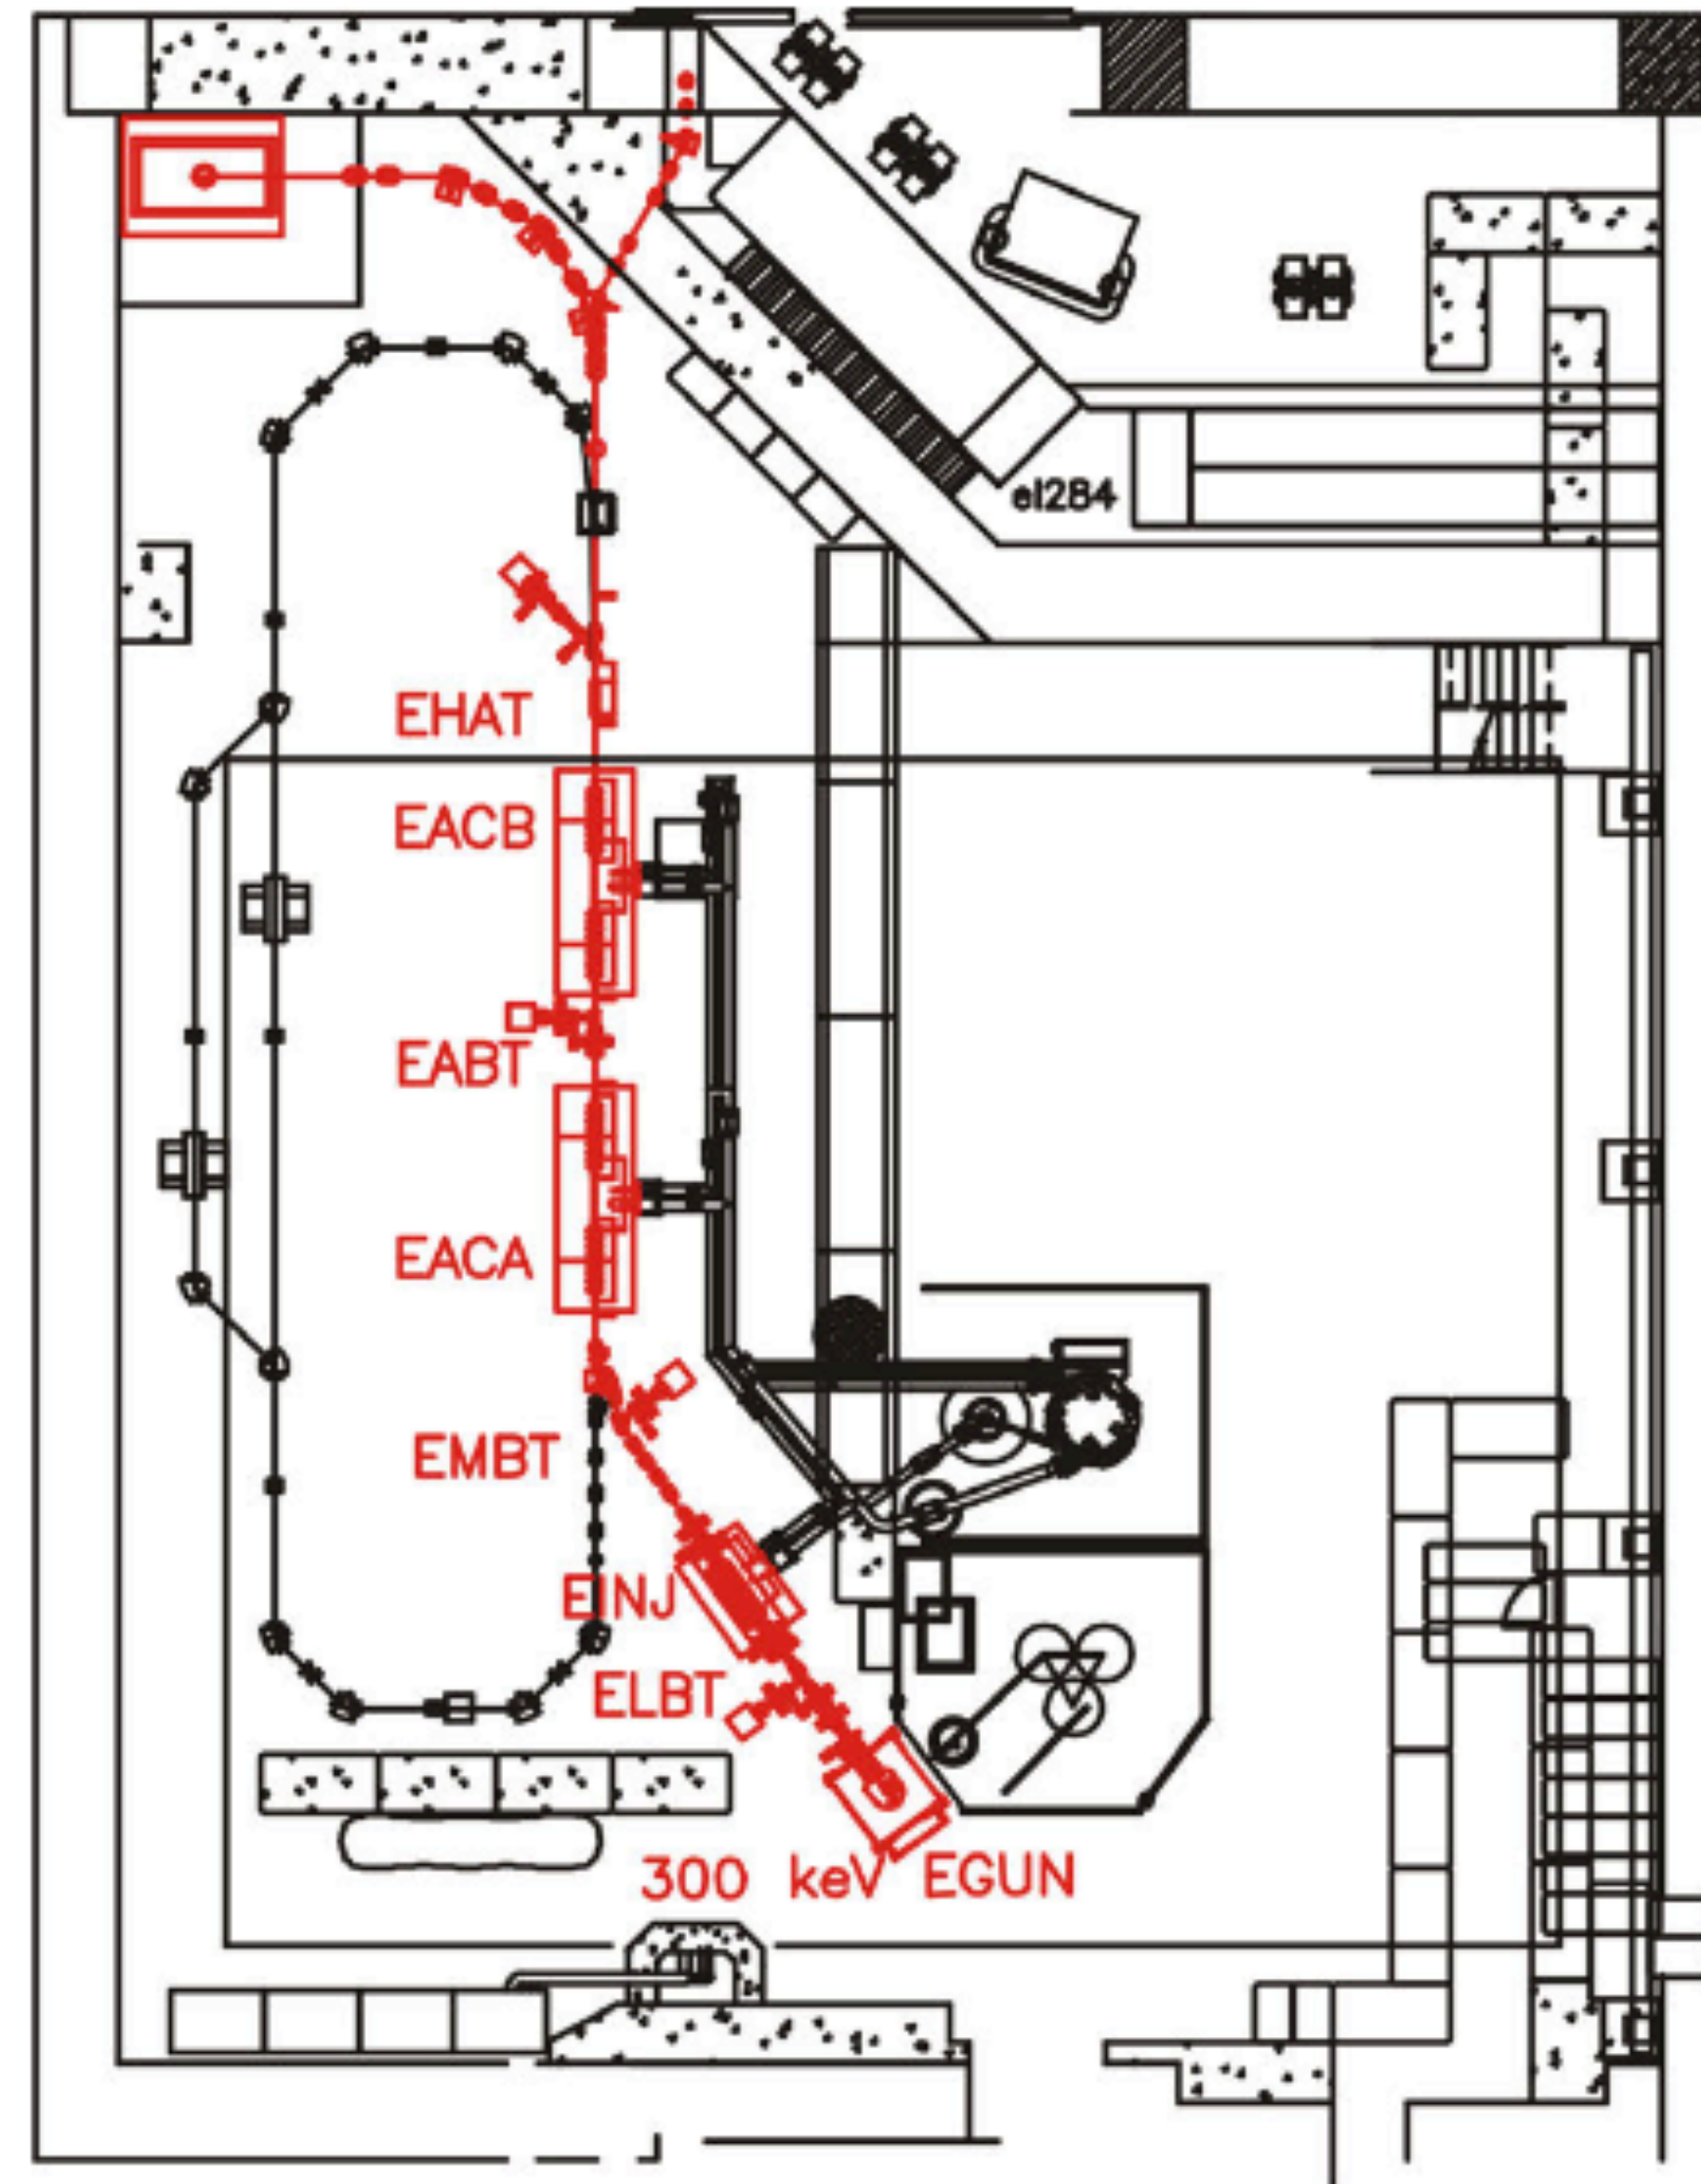 el284
EHAT
EACB
EABT
EACA
EMBT
EINJ
ELBT
300 keV EGUN